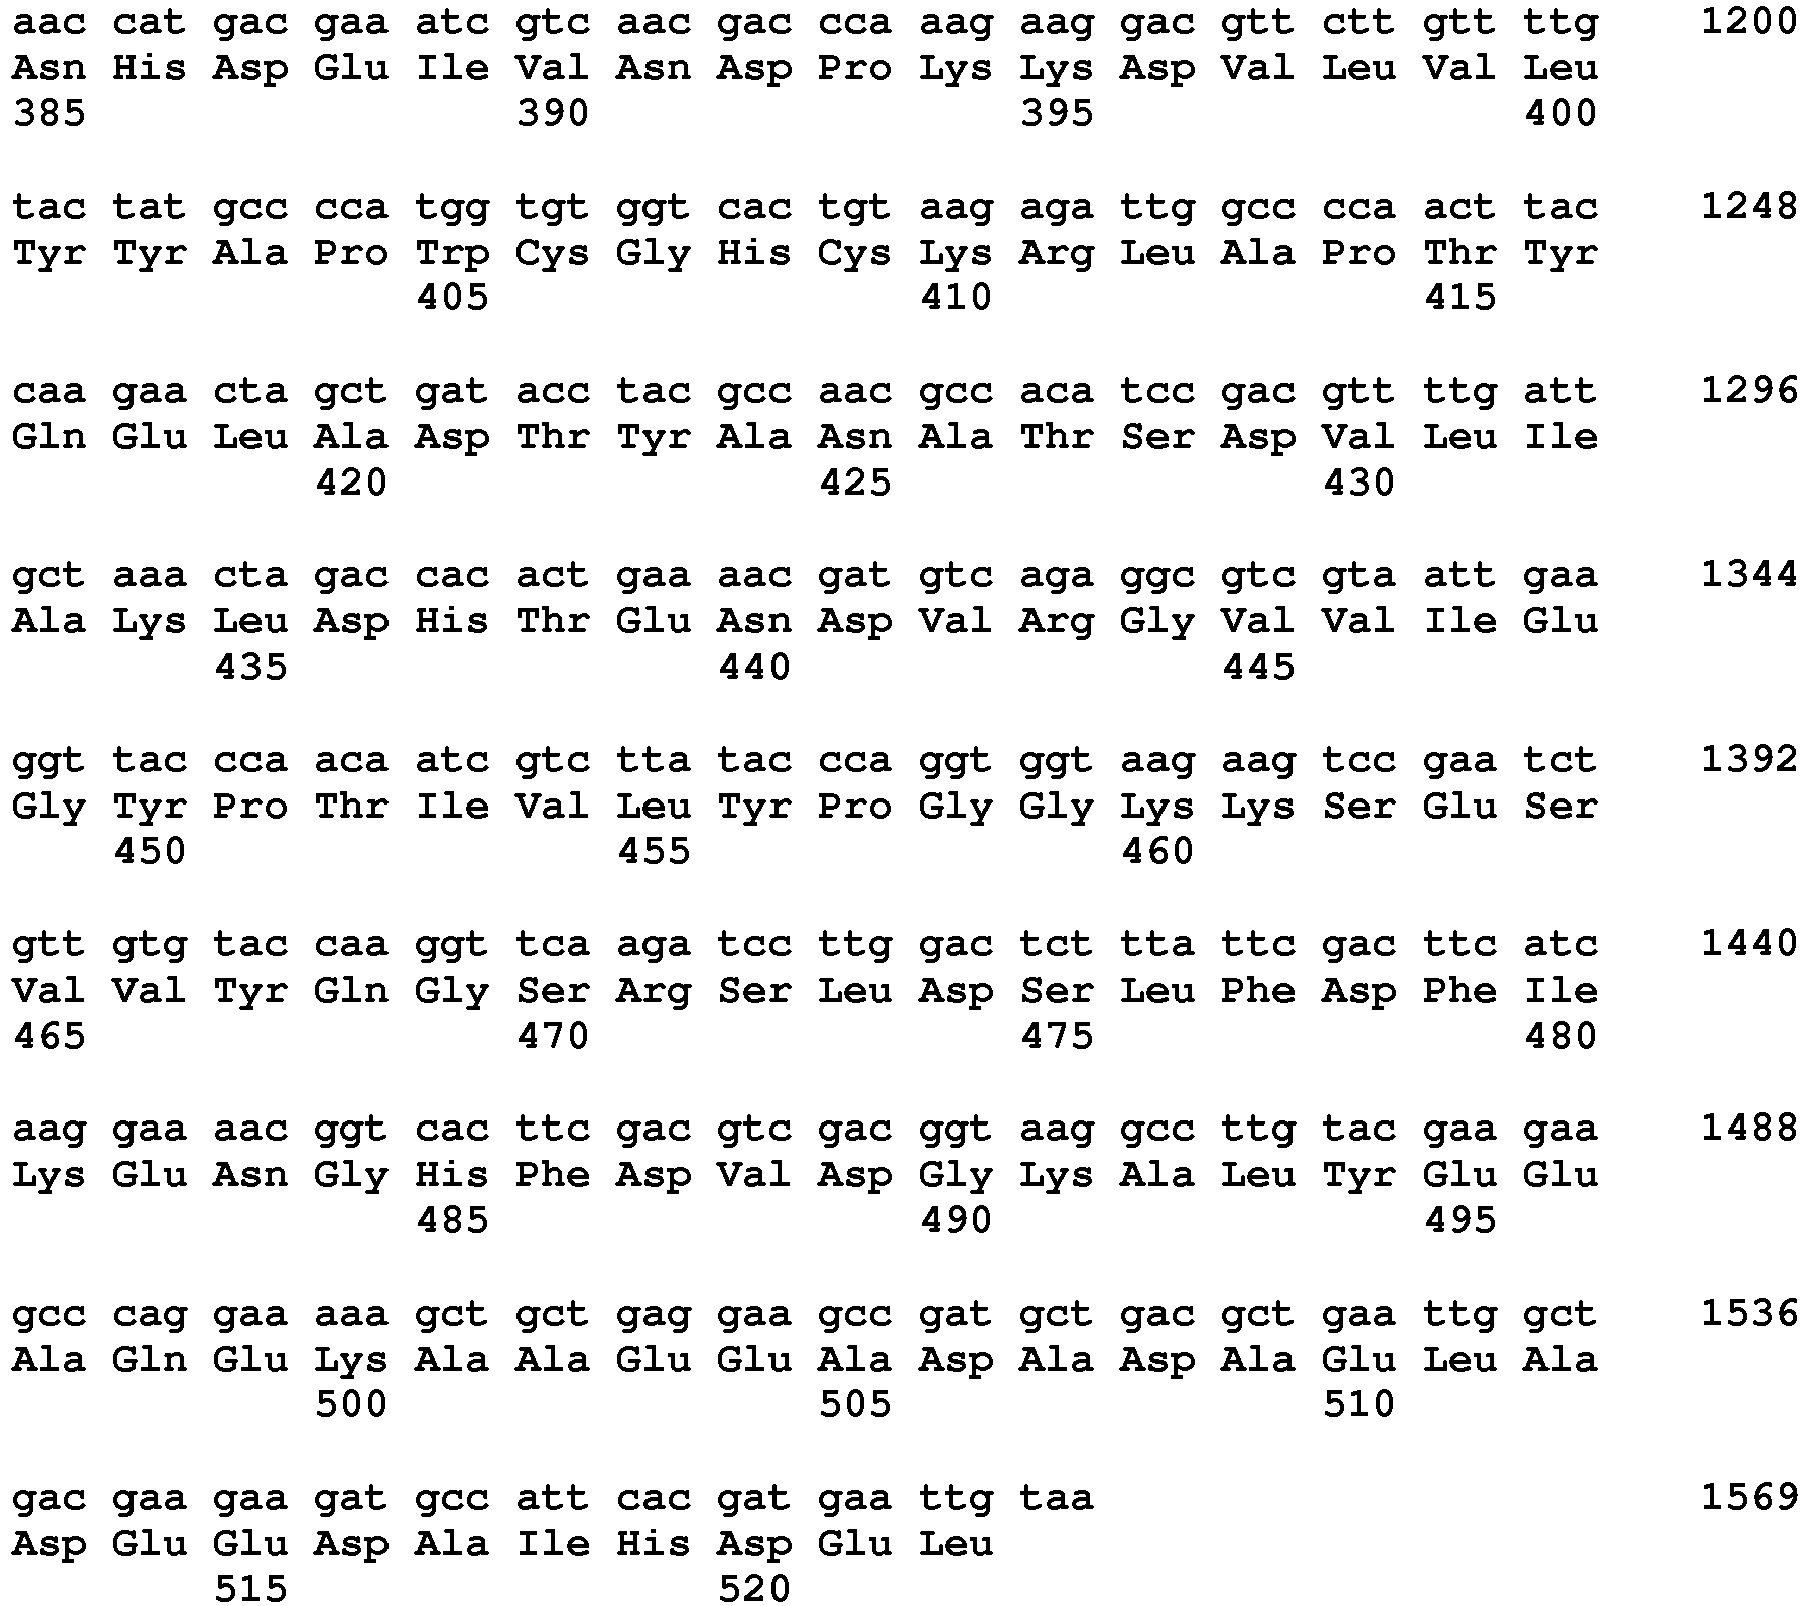 aac cat gac gaa atc gtc aac gac cca aag aag gac gtt ctt gtt ttg 1200
Asn His Asp Glu Ile Val Asn Asp Pro Lys Lys Asp Val Leu Val Leu
385 390 395 400
tac tat gcc cca tgg tgt ggt cac tgt aag aga ttg gcc cca act tac 1248
Tyr Tyr Ala Pro Trp Cys Gly His Cys Lys Arg Leu Ala Pro Thr Tyr
405 410 415
caa gaa cta gct gat acc tac gcc aac gcc aca tcc gac gtt ttg att 1296
Gln Glu Leu Ala Asp Thr Tyr Ala Asn Ala Thr Ser Asp Val Leu Ile
420 425 430
gct aaa cta gac cac act gaa aac gat gtc aga ggc gtc gta att gaa 1344
Ala Lys Leu Asp His Thr Glu Asn Asp Val Arg Gly Val Val Ile Glu
435 440 445
ggt tac cca aca atc gtc tta tac cca ggt ggt aag aag tcc gaa tct 1392
Gly Tyr Pro Thr Ile Val Leu Tyr Pro Gly Gly Lys Lys Ser Glu Ser
450 455 460
gtt gtg tac caa ggt tca aga tcc ttg gac tct tta ttc gac ttc atc 1440
Val Val Tyr Gln Gly Ser Arg Ser Leu Asp Ser Leu Phe Asp Phe Ile
465 470 475 480
aag gaa aac ggt cac ttc gac gtc gac ggt aag gcc ttg tac gaa gaa 1488
Lys Glu Asn Gly His Phe Asp Val Asp Gly Lys Ala Leu Tyr Glu Glu
485 490 495
gcc cag gaa aaa gct gct gag gaa gcc gat gct gac gct gaa ttg gct 1536
Ala Gln Glu Lys Ala Ala Glu Glu Ala Asp Ala Asp Ala Glu Leu Ala
500 505 510
gac gaa gaa gat gcc att cac gat gaa ttg taa 1569
Asp Glu Glu Asp Ala Ile His Asp Glu Leu
515 520